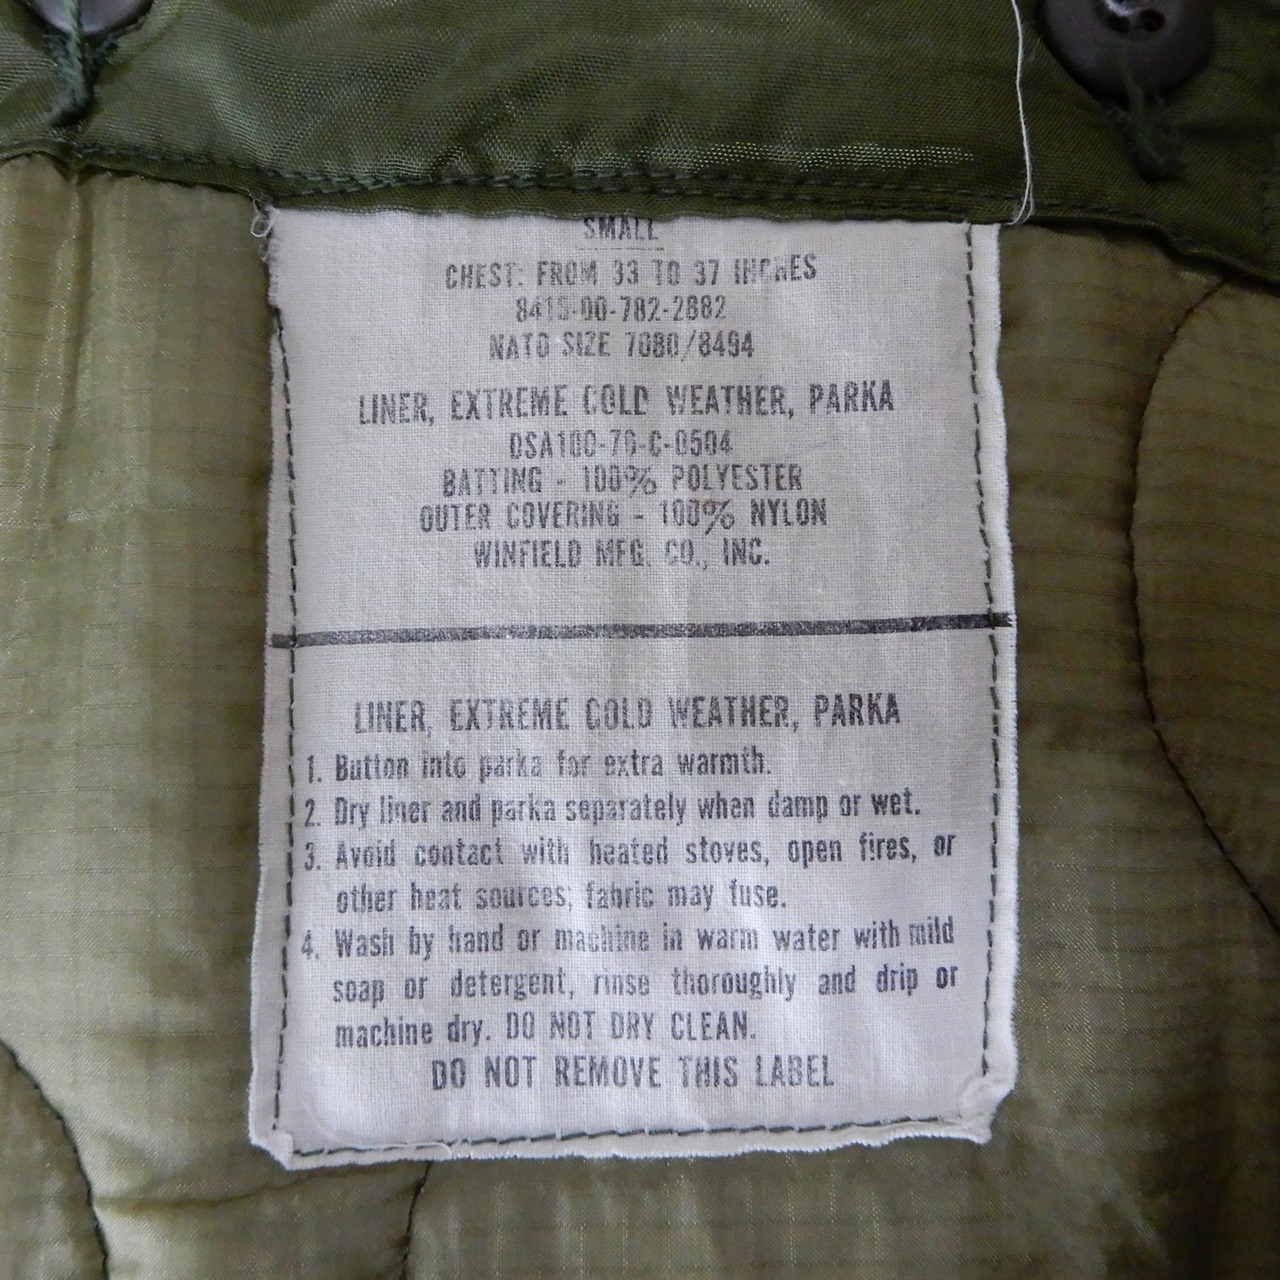 SMALL
CHEST: FROM 33 TO 37 INCHES
8415-00-782-2882
NATO SIZE 7080/8494
LINER, EXTREME COLD WEATHER, PARKA
DSA100-76-C-0504
BATTING - 100% POLYESTER
OUTER COVERING - 100% NYLON
WINFIELD MFG. CO., INC.
LINER, EXTREME COLD WEATHER, PARKA
1. Button into parka for extra warmth.
2. Dry liner and parka separately when damp or wet.
3. Avoid contact with heated stoves, open fires, or
other heat sources; fabric may fuse.
4. Wash by hand or machine in warm water with mild
soap or detergent, rinse thoroughly and drip or
machine dry. DO NOT DRY CLEAN.
DO NOT REMOVE THIS LABEL